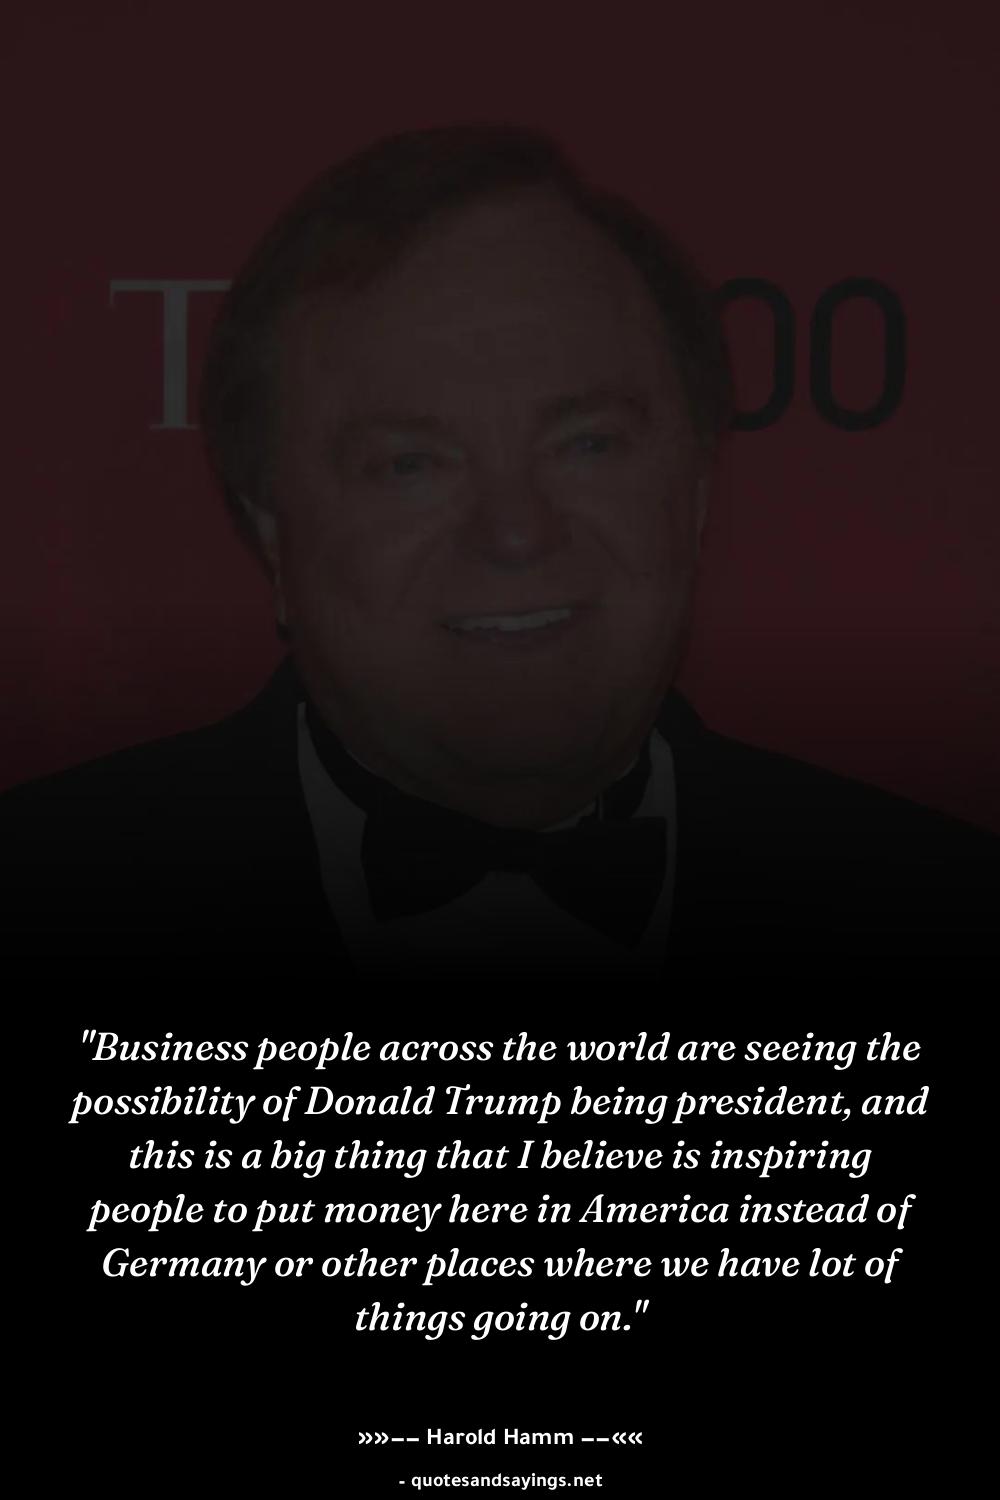 T 00
"Business people across the world are seeing the
possibility of Donald Trump being president, and
this is a big thing that I believe is inspiring
people to put money here in America instead of
Germany or other places where we have lot of
things going on."
»»–– Harold Hamm ––««
- quotesandsayings.net